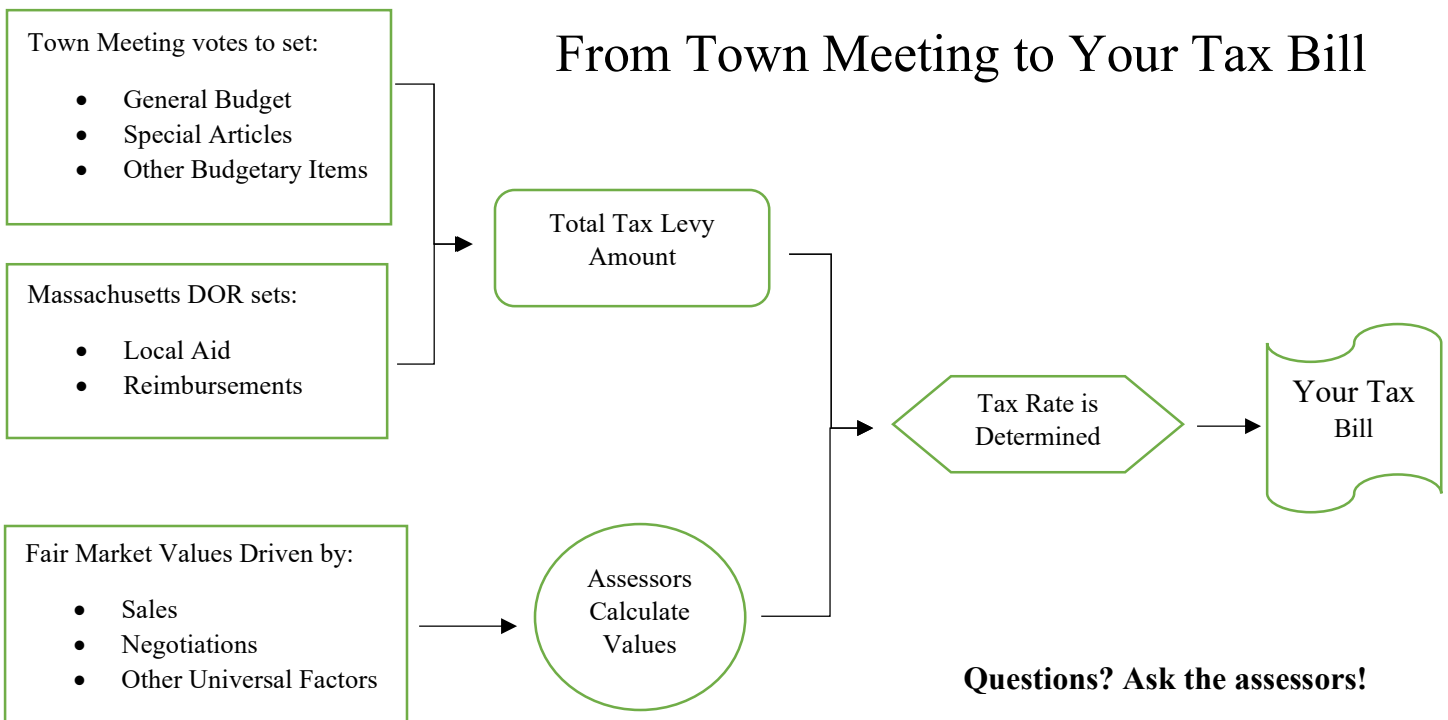 From Town Meeting to Your Tax Bill
Town Meeting votes to set:
• General Budget
• Special Articles
• Other Budgetary Items
Massachusetts DOR sets:
• Local Aid
• Reimbursements
Total Tax Levy
Amount
Fair Market Values Driven by:
• Sales
• Negotiations
• Other Universal Factors
Assessors
Calculate
Values
Tax Rate is
Determined
Your Tax
Bill
Questions? Ask the assessors!